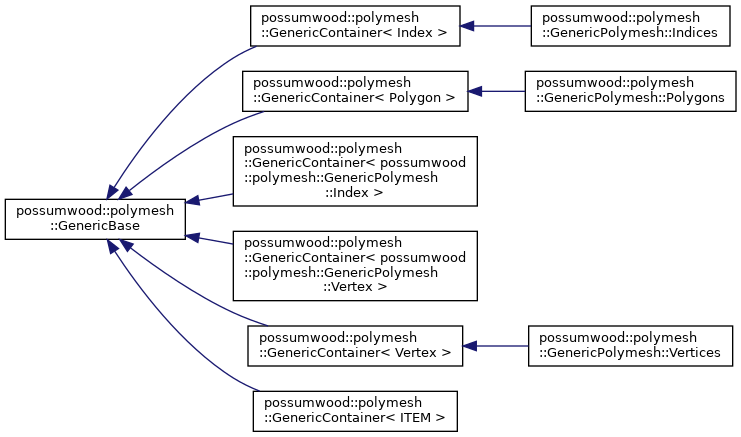 possumwood::polymesh
::GenericContainer< Index >
possumwood::polymesh
::GenericPolymesh::Indices
possumwood::polymesh
::GenericContainer< Polygon >
possumwood::polymesh
::GenericPolymesh::Polygons
possumwood::polymesh
::GenericContainer< possumwood
::polymesh::GenericPolymesh
::Index >
possumwood::polymesh
::GenericBase
possumwood::polymesh
::GenericContainer< possumwood
::polymesh::GenericPolymesh
::Vertex >
possumwood::polymesh
::GenericContainer< Vertex >
possumwood::polymesh
::GenericPolymesh::Vertices
possumwood::polymesh
::GenericContainer< ITEM >